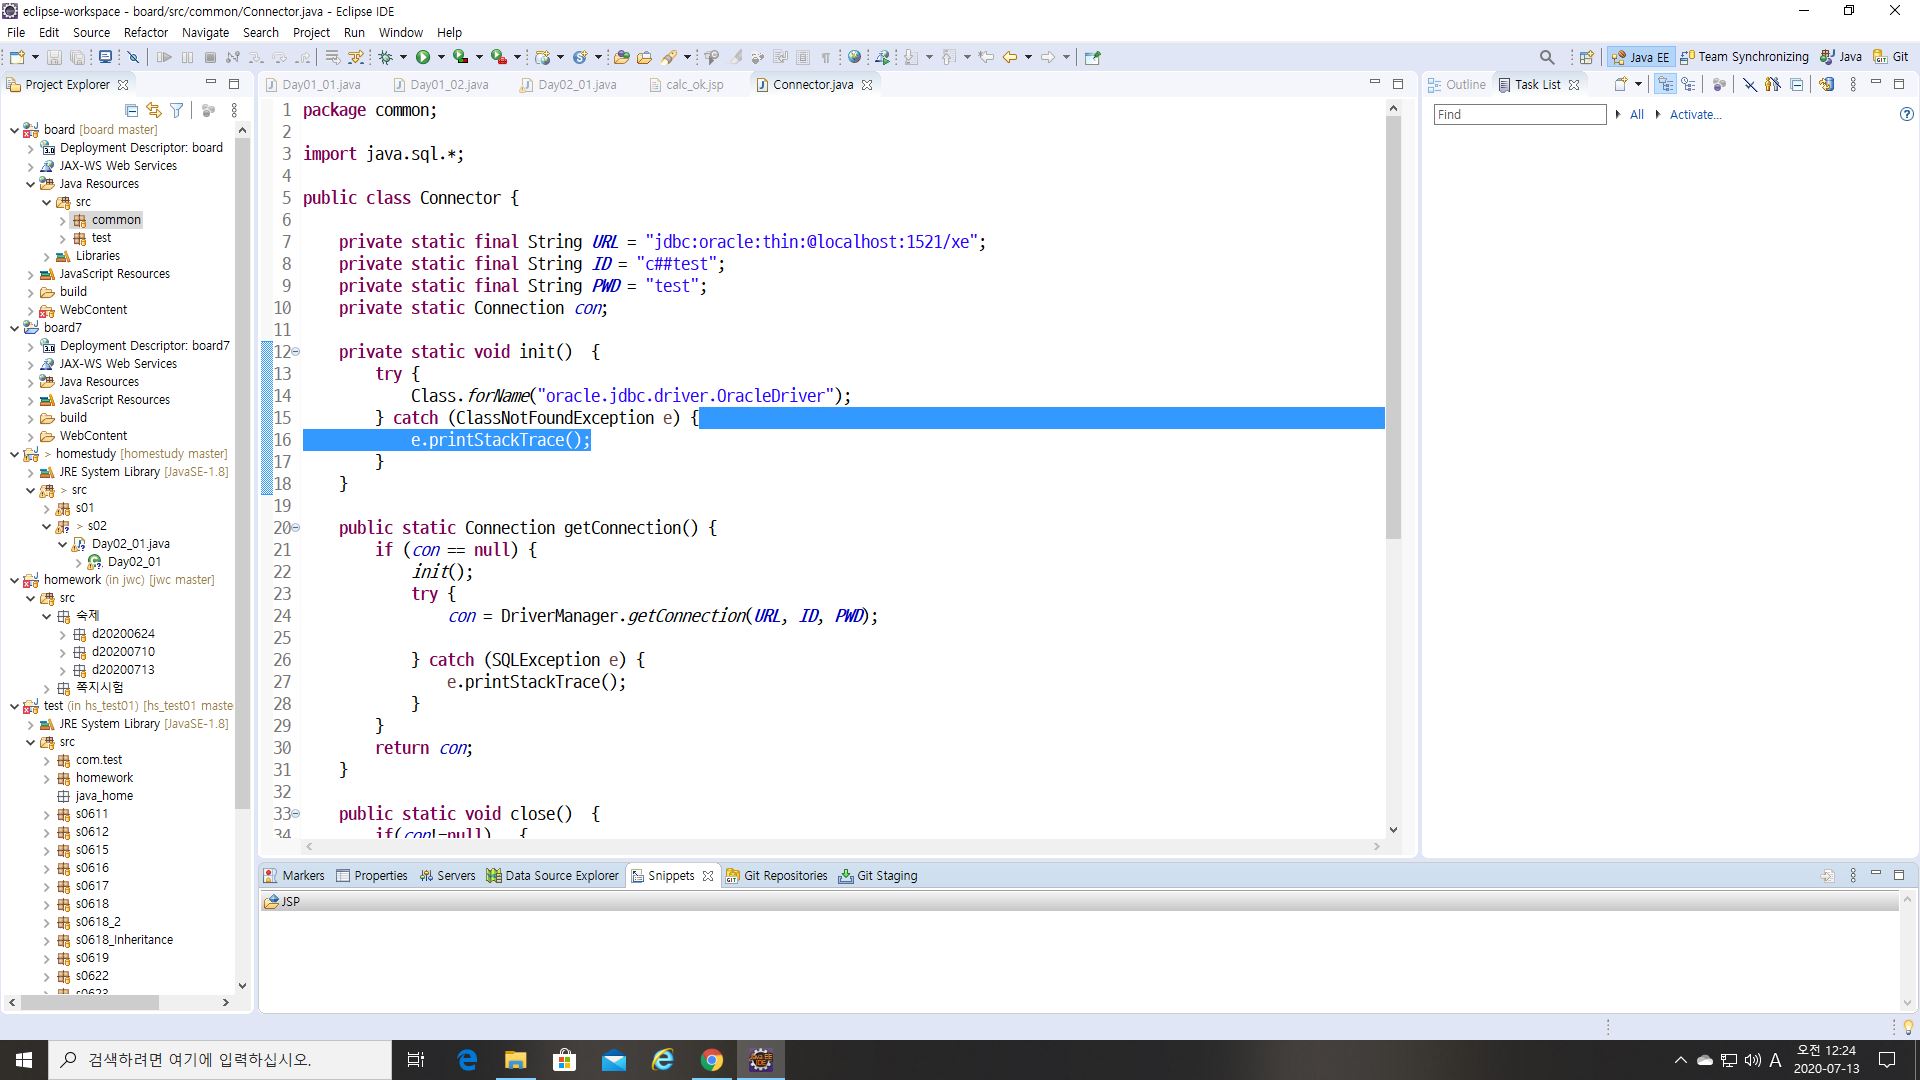 eclipse-workspace - board/src/common/Connector.java - Eclipse IDE
File Edit Source Refactor Navigate Search Project Run Window Help
Java EE Team Synchronizing Java Git
Project Explorer
board [board master]
Deployment Descriptor: board
JAX-WS Web Services
Java Resources
src
common
test
Libraries
JavaScript Resources
build
WebContent
board7
Deployment Descriptor: board7
JAX-WS Web Services
Java Resources
JavaScript Resources
build
WebContent
> homestudy [homestudy master]
JRE System Library [JavaSE-1.8]
> src
s01
> s02
Day02_01.java
Day02_01
homework (in jwc) [jwc master]
src
숙제
d20200624
d20200710
d20200713
쪽지시험
test (in hs_test01) [hs_test01 maste
JRE System Library [JavaSE-1.8]
src
com.test
homework
java_home
s0611
s0612
s0615
s0616
s0617
s0618
s0618_2
s0618_Inheritance
s0619
s0622
s0623
Day01_01.java Day01_02.java Day02_01.java calc_ok.jsp Connector.java
1 package common;
2
3 import java.sql.*;
4
5 public class Connector {
6
7 private static final String URL = "jdbc:oracle:thin:@localhost:1521/xe";
8 private static final String ID = "c##test";
9 private static final String PWD = "test";
10 private static Connection con;
11
12 private static void init() {
13 try {
14 Class.forName("oracle.jdbc.driver.OracleDriver");
15 } catch (ClassNotFoundException e) {
16 e.printStackTrace();
17 }
18 }
19
20 public static Connection getConnection() {
21 if (con == null) {
22 init();
23 try {
24 con = DriverManager.getConnection(URL, ID, PWD);
25
26 } catch (SQLException e) {
27 e.printStackTrace();
28 }
29 }
30 return con;
31 }
32
33 public static void close() {
34 if(con!=null) {
Outline Task List
Find All Activate...
Markers Properties Servers Data Source Explorer Snippets Git Repositories Git Staging
JSP
검색하려면 여기에 입력하십시오.
A
오전 12:24
2020-07-13